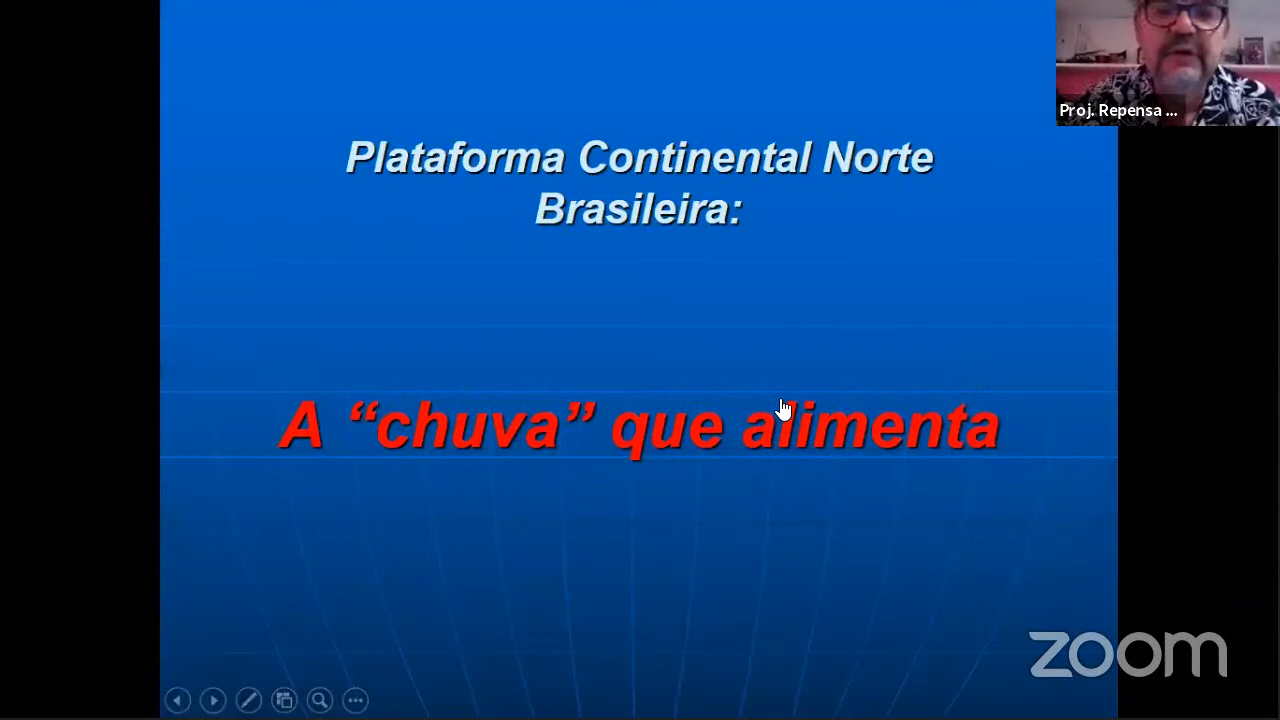 Proj. Repensa ...
Plataforma Continental Norte
Brasileira:
A “chuva” que alimenta
zoom